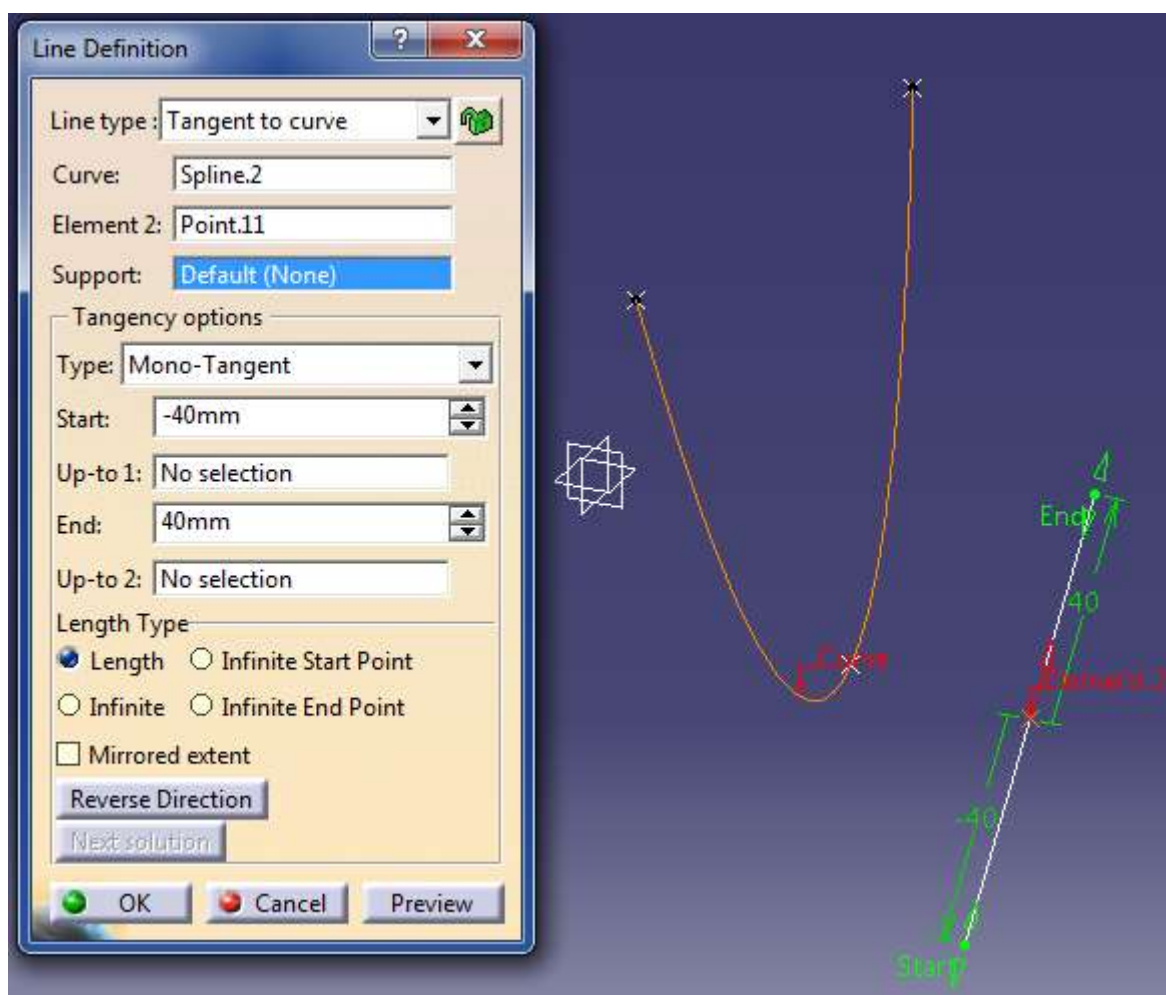 Line Definition
?
X
Line type : Tangent to curve
Curve: Spline.2
Element 2: Point.11
Support: Default (None)
Tangency options
Type: Mono-Tangent
Start: -40mm
Up-to 1: No selection
End: 40mm
Up-to 2: No selection
Length Type
Length Infinite Start Point
Infinite Infinite End Point
Mirrored extent
Reverse Direction
Next solution
OK Cancel Preview
End
40
Curve
-40
Start